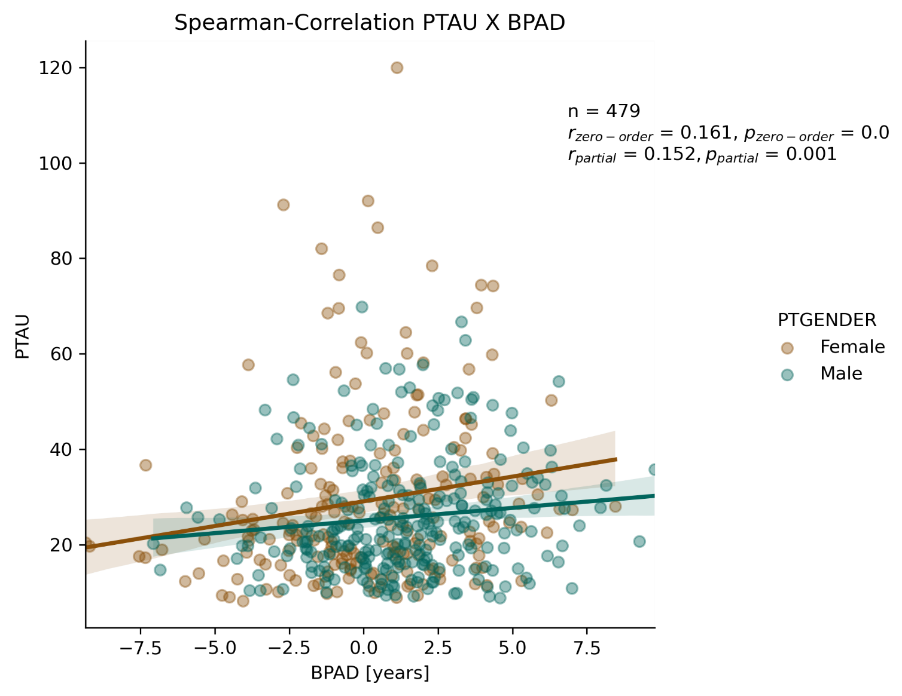 Spearman-Correlation PTAU X BPAD
n = 479
r_zero−order = 0.161, p_zero−order = 0.0
r_partial = 0.152, p_partial = 0.001
120
100
80
60
40
20
PTAU
PTGENDER
Female
Male
−7.5 −5.0 −2.5 0.0 2.5 5.0 7.5
BPAD [years]